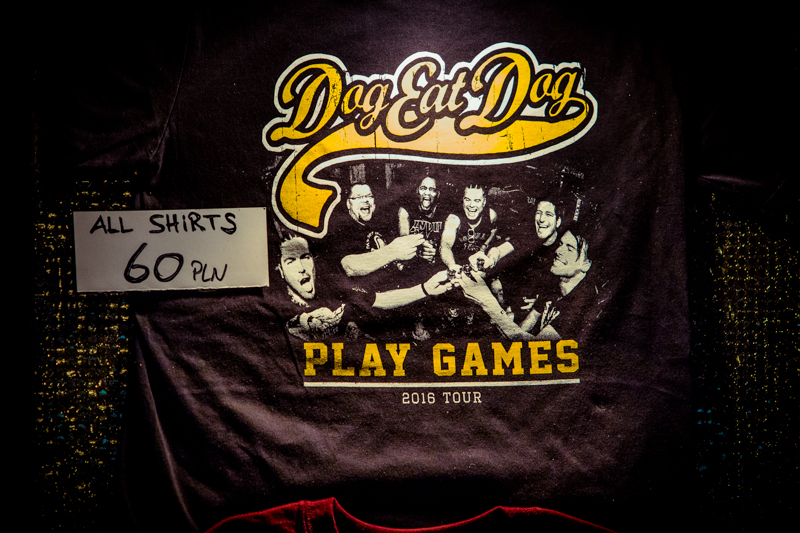 Dog Eat Dog
ALL SHIRTS
60 PLN
PLAY GAMES
2016 TOUR